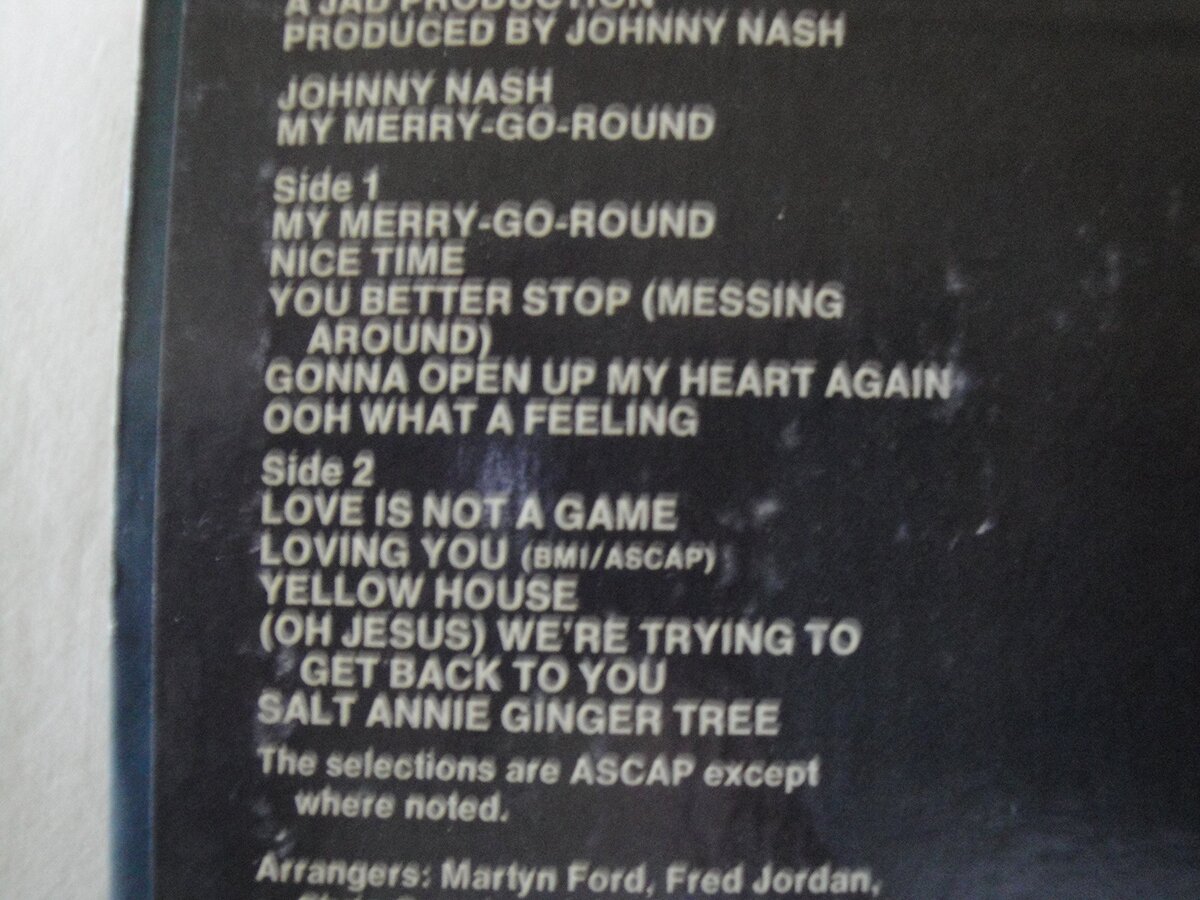 A JAD PRODUCTION
PRODUCED BY JOHNNY NASH
JOHNNY NASH
MY MERRY-GO-ROUND
Side 1
MY MERRY-GO-ROUND
NICE TIME
YOU BETTER STOP (MESSING
AROUND)
GONNA OPEN UP MY HEART AGAIN
OOH WHAT A FEELING
Side 2
LOVE IS NOT A GAME
LOVING YOU (BMI/ASCAP)
YELLOW HOUSE
(OH JESUS) WE'RE TRYING TO
GET BACK TO YOU
SALT ANNIE GINGER TREE
The selections are ASCAP except
where noted.
Arrangers: Martyn Ford, Fred Jordan,